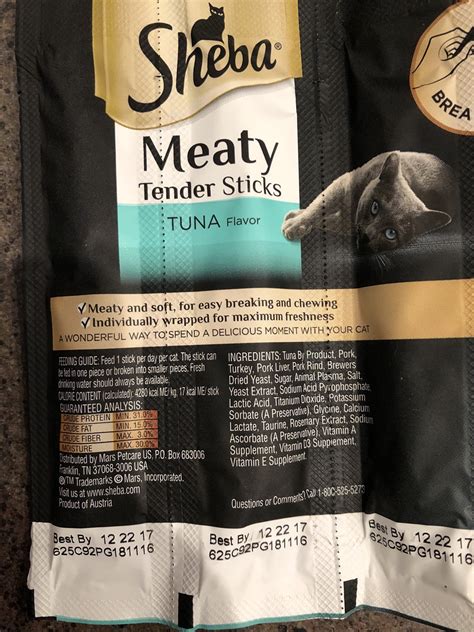 Sheba®
Meaty
Tender Sticks
TUNA Flavor
BREA
✓Meaty and soft, for easy breaking and chewing
✓Individually wrapped for maximum freshness
A WONDERFUL WAY TO SPEND A DELICIOUS MOMENT WITH YOUR CAT
FEEDING GUIDE: Feed 1 stick per day per cat. The stick can
be fed in one piece or broken into smaller pieces. Fresh
drinking water should always be available.
CALORIE CONTENT (calculated): 4280 kcal ME/ kg, 17 kcal ME/ stick
GUARANTEED ANALYSIS:
CRUDE PROTEIN MIN. 31.0%
CRUDE FAT MIN. 15.0%
CRUDE FIBER MAX. 3.0%
MOISTURE MAX. 30.0%
Distributed by Mars Petcare US, P.O. Box 683006
Franklin, TN 37068-3006 USA
®/TM Trademarks © Mars, Incorporated.
Visit us at www.sheba.com
Product of Austria
INGREDIENTS: Tuna By Product, Pork,
Turkey, Pork Liver, Pork Rind, Brewers
Dried Yeast, Sugar, Animal Plasma, Salt,
Yeast Extract, Sodium Acid Pyrophosphate,
Lactic Acid, Titanium Dioxide, Potassium
Sorbate (A Preservative), Glycine, Calcium
Lactate, Taurine, Rosemary Extract, Sodium
Ascorbate (A Preservative), Vitamin A
Supplement, Vitamin D3 Supplement,
Vitamin E Supplement.
Questions or Comments? Call 1-800-525-5273
Best By 12 22 17
625C92PG181116
Best By 12 22 17
625C92PG181116
Best By 12 22 17
625C92PG181116